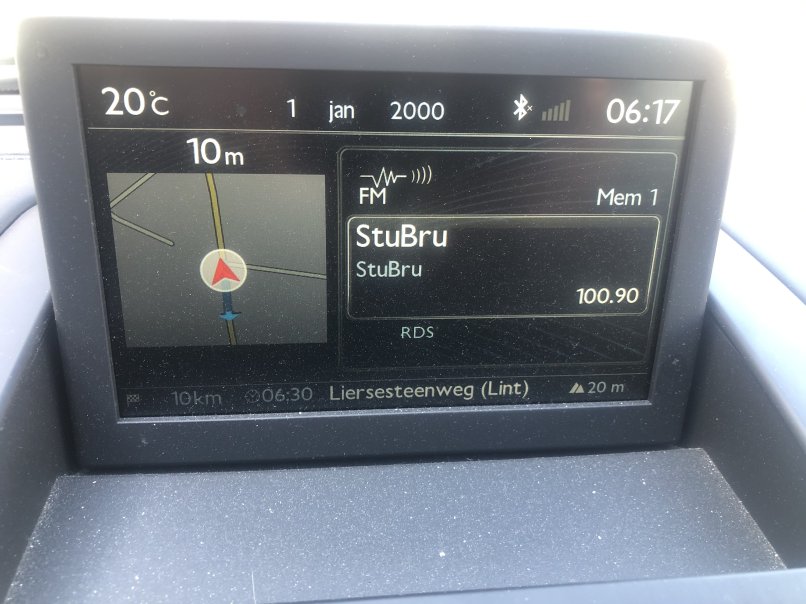 20°C 1 jan 2000 06:17
10m
FM Mem 1
StuBru
StuBru
100.90
RDS
10km 06:30 Liersesteenweg (Lint) 20 m